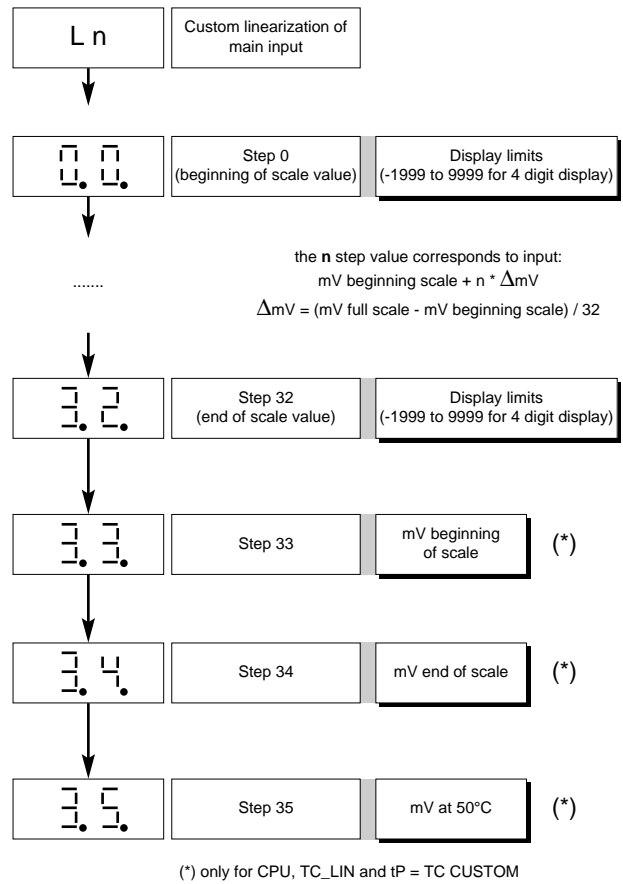 L n
Custom linearization of
main input
0.0.
Step 0
(beginning of scale value)
Display limits
(-1999 to 9999 for 4 digit display)
.......
the n step value corresponds to input:
mV beginning scale + n * ΔmV
ΔmV = (mV full scale - mV beginning scale) / 32
3.2.
Step 32
(end of scale value)
Display limits
(-1999 to 9999 for 4 digit display)
3.3.
Step 33
mV beginning
of scale
(*)
3.4.
Step 34
mV end of scale
(*)
3.5.
Step 35
mV at 50°C
(*)
(*) only for CPU, TC_LIN and tP = TC CUSTOM